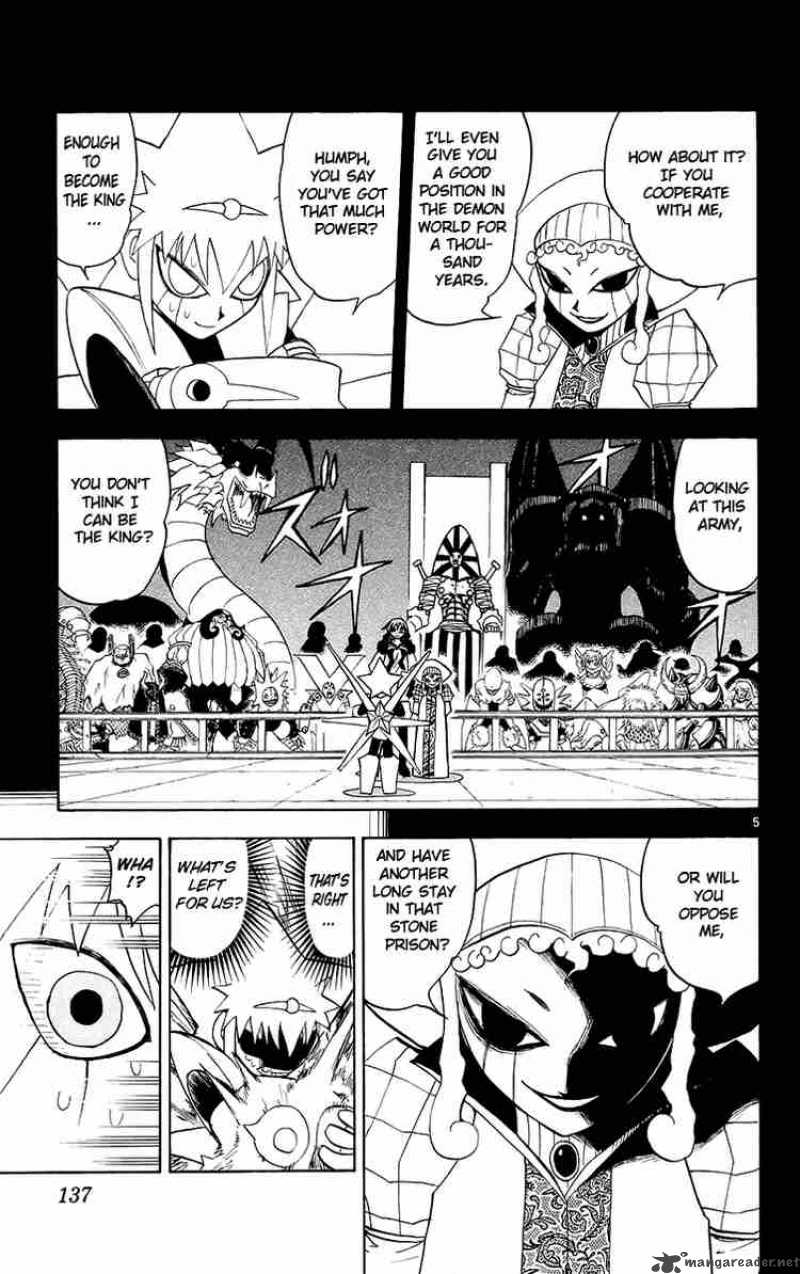 HOW ABOUT IT?
IF YOU
COOPERATE
WITH ME,
I'LL EVEN
GIVE YOU
A GOOD
POSITION IN
THE DEMON
WORLD FOR
A THOU-
SAND
YEARS.
HUMPH,
YOU SAY
YOU'VE GOT
THAT MUCH
POWER?
ENOUGH
TO
BECOME
THE KING
...
LOOKING
AT THIS
ARMY,
YOU DON'T
THINK I
CAN BE
THE KING?
5
OR WILL
YOU
OPPOSE
ME,
AND HAVE
ANOTHER
LONG STAY
IN THAT
STONE
PRISON?
THAT'S
RIGHT
...
WHAT'S
LEFT
FOR US?
WHA
!?
137
mangareader.net